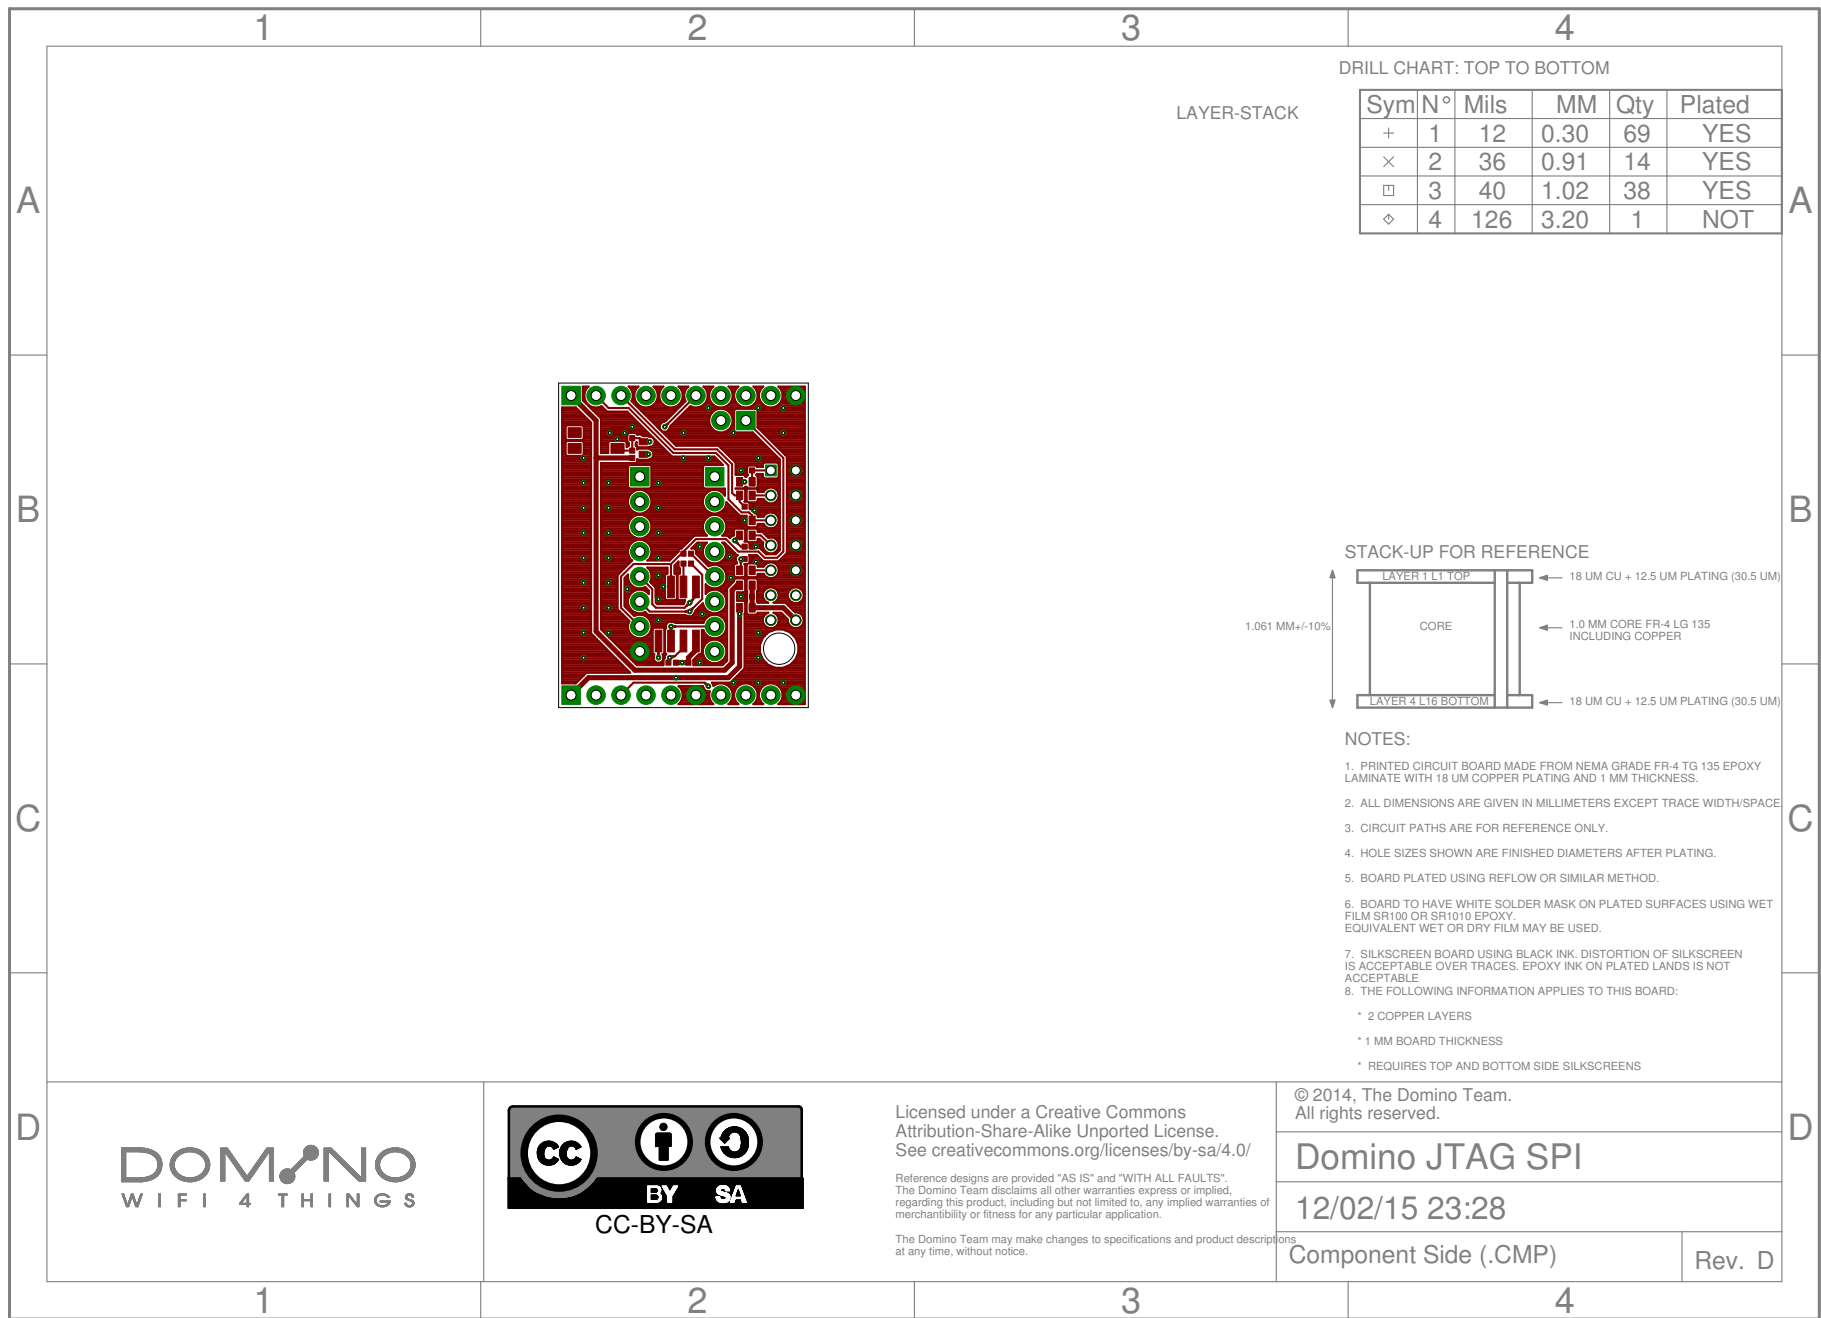 1 2 3 4
DRILL CHART: TOP TO BOTTOM
LAYER-STACK
Sym N° Mils MM Qty Plated
+ 1 12 0.30 69 YES
× 2 36 0.91 14 YES
3 40 1.02 38 YES
4 126 3.20 1 NOT
A A
B B
STACK-UP FOR REFERENCE
LAYER 1 L1 TOP
18 UM CU + 12.5 UM PLATING (30.5 UM)
1.061 MM+/-10%
CORE
1.0 MM CORE FR-4 LG 135
INCLUDING COPPER
LAYER 4 L16 BOTTOM
18 UM CU + 12.5 UM PLATING (30.5 UM)
NOTES:
1. PRINTED CIRCUIT BOARD MADE FROM NEMA GRADE FR-4 TG 135 EPOXY
LAMINATE WITH 18 UM COPPER PLATING AND 1 MM THICKNESS.
2. ALL DIMENSIONS ARE GIVEN IN MILLIMETERS EXCEPT TRACE WIDTH/SPACE
C C
3. CIRCUIT PATHS ARE FOR REFERENCE ONLY.
4. HOLE SIZES SHOWN ARE FINISHED DIAMETERS AFTER PLATING.
5. BOARD PLATED USING REFLOW OR SIMILAR METHOD.
6. BOARD TO HAVE WHITE SOLDER MASK ON PLATED SURFACES USING WET
FILM SR100 OR SR1010 EPOXY.
EQUIVALENT WET OR DRY FILM MAY BE USED.
7. SILKSCREEN BOARD USING BLACK INK. DISTORTION OF SILKSCREEN
IS ACCEPTABLE OVER TRACES. EPOXY INK ON PLATED LANDS IS NOT
ACCEPTABLE
8. THE FOLLOWING INFORMATION APPLIES TO THIS BOARD:
* 2 COPPER LAYERS
* 1 MM BOARD THICKNESS
* REQUIRES TOP AND BOTTOM SIDE SILKSCREENS
D D
DOMINO
WIFI 4 THINGS
cc
BY SA
CC-BY-SA
Licensed under a Creative Commons
Attribution-Share-Alike Unported License.
See creativecommons.org/licenses/by-sa/4.0/
Reference designs are provided "AS IS" and "WITH ALL FAULTS".
The Domino Team disclaims all other warranties express or implied,
regarding this product, including but not limited to, any implied warranties of
merchantibility or fitness for any particular application.
The Domino Team may make changes to specifications and product descriptions
at any time, without notice.
© 2014, The Domino Team.
All rights reserved.
Domino JTAG SPI
12/02/15 23:28
Component Side (.CMP)
Rev. D
1 2 3 4